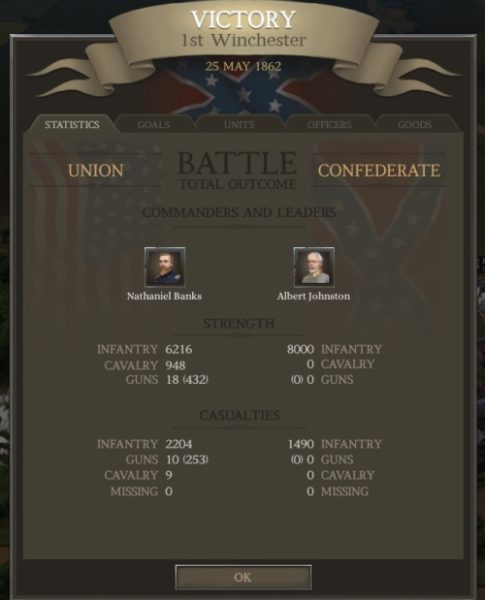 VICTORY
1st Winchester
25 MAY 1862
STATISTICS GOALS UNITS OFFICERS GOODS
UNION BATTLE CONFEDERATE
TOTAL OUTCOME
COMMANDERS AND LEADERS
Nathaniel Banks Albert Johnston
STRENGTH
INFANTRY 6216 8000 INFANTRY
CAVALRY 948 0 CAVALRY
GUNS 18 (432) (0) 0 GUNS
CASUALTIES
INFANTRY 2204 1490 INFANTRY
GUNS 10 (253) (0) 0 GUNS
CAVALRY 9 0 CAVALRY
MISSING 0 0 MISSING
OK